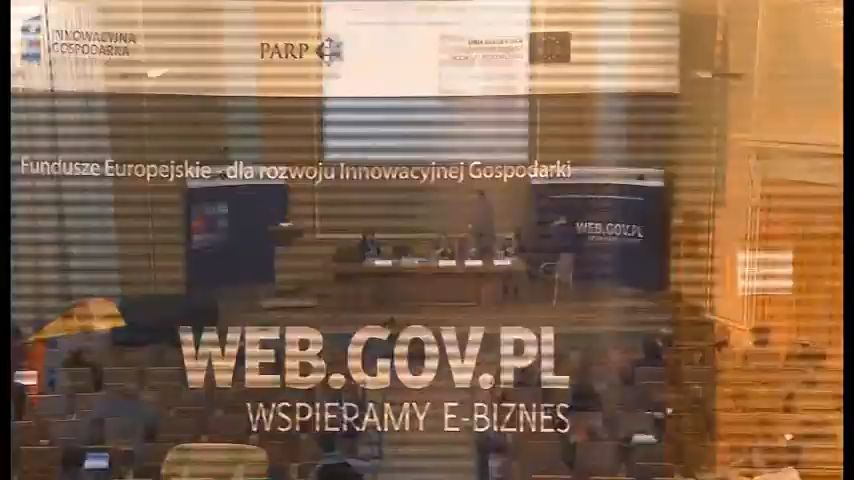 INNOWACYJNA
GOSPODARKA
PARP
Fundusze Europejskie - dla rozwoju Innowacyjnej Gospodarki
WEB.GOV.PL
WEB.GOV.PL
WSPIERAMY E-BIZNES